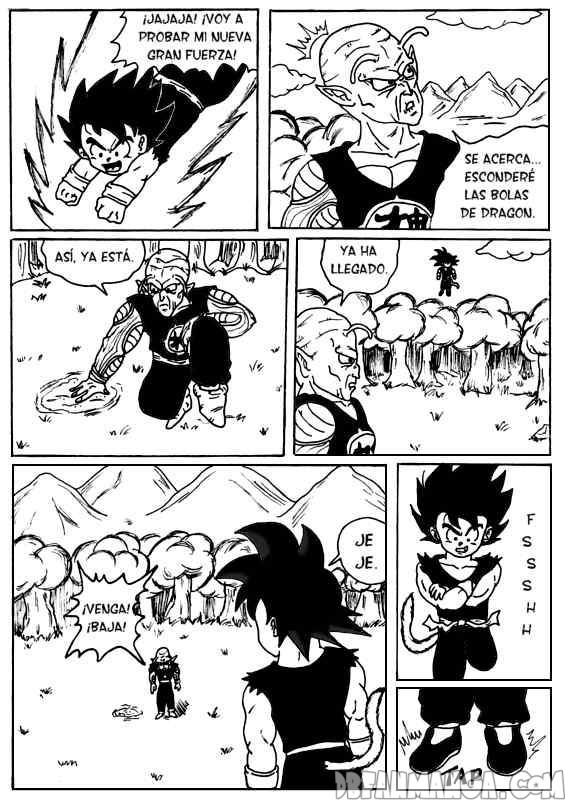 ¡JAJAJA! ¡VOY A
PROBAR MI NUEVA
GRAN FUERZA!
SE ACERCA...
ESCONDERÉ
LAS BOLAS
DE DRAGON.
ASÍ, YA ESTÁ.
YA HA
LLEGADO.
JE
JE.
¡VENGA!
¡BAJA!
FSSSHH
TAP
DBFANMANGA.COM